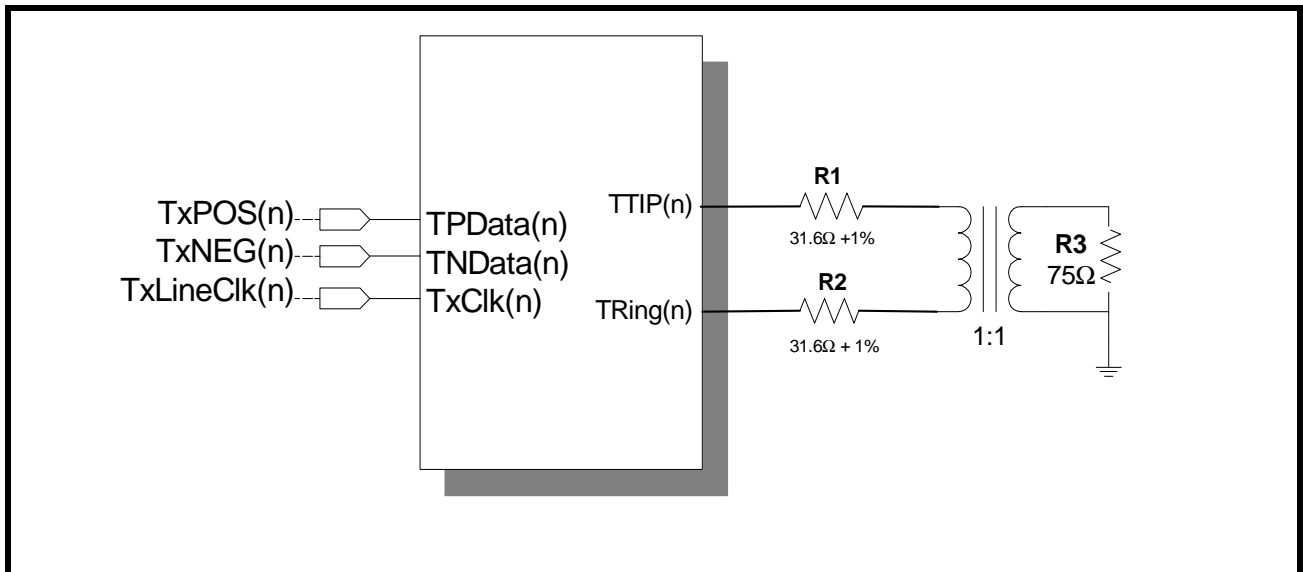 TxPOS(n)
TxNEG(n)
TxLineClk(n)
TPData(n)
TNData(n)
TxClk(n)
TTIP(n)
TRing(n)
R1
31.6Ω +1%
R2
31.6Ω + 1%
1:1
R3
75Ω